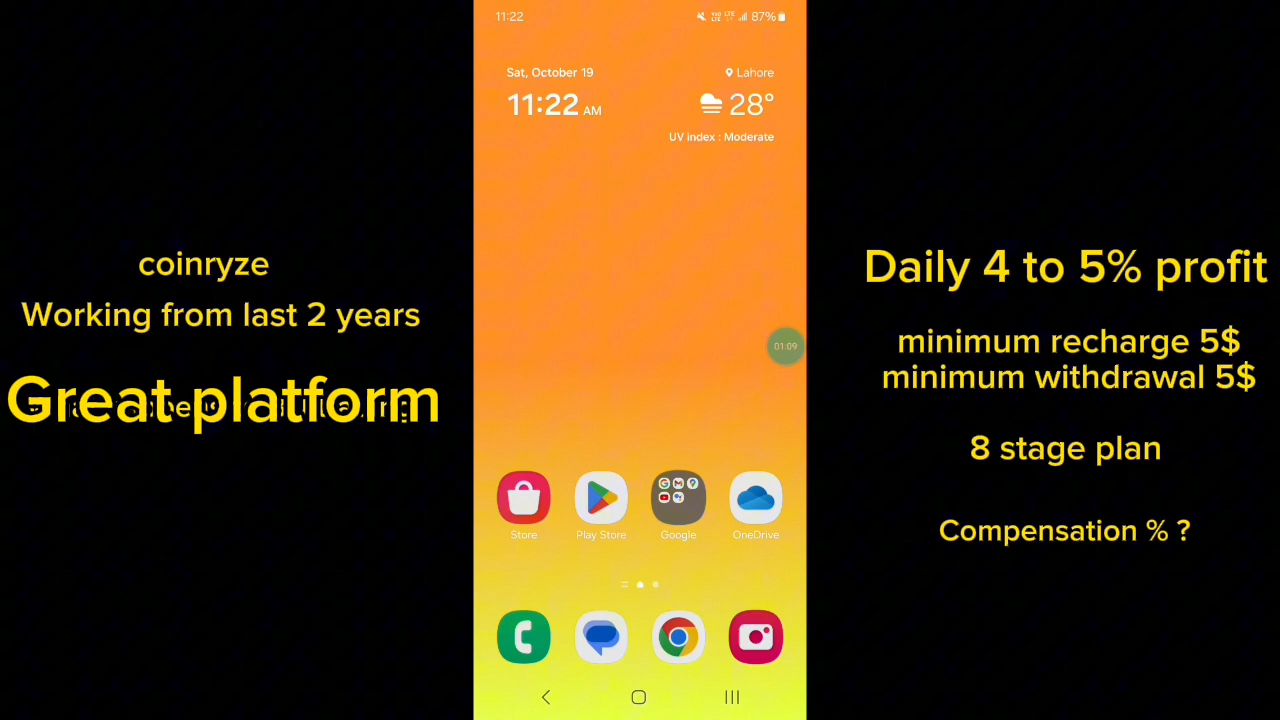 11:22
87%
Sat, October 19
Lahore
11:22 AM
28°
UV index : Moderate
coinryze
Working from last 2 years
Great platform
Daily 4 to 5% profit
minimum recharge 5$
minimum withdrawal 5$
8 stage plan
Compensation % ?
01:09
Store
Play Store
Google
OneDrive